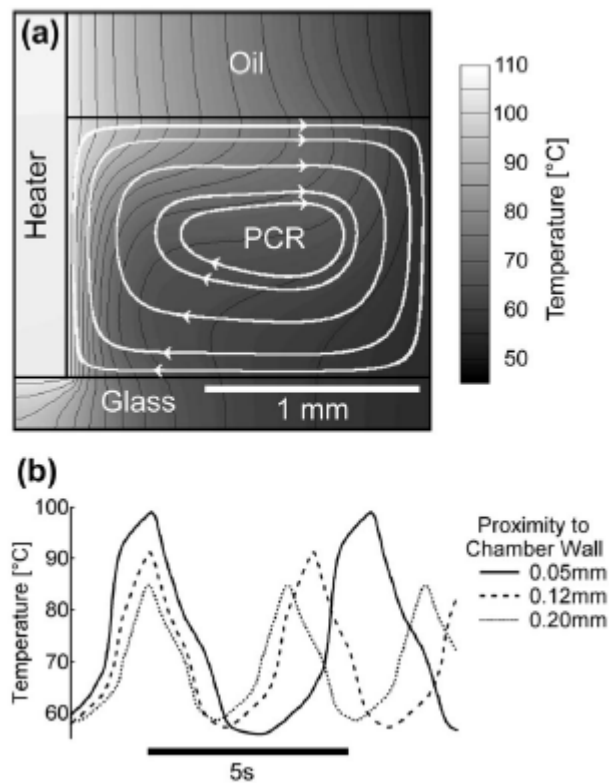 (a)
Oil
Heater
PCR
Glass
1 mm
110
100
90
80
70
60
50
Temperature [°C]
(b)
100
90
80
70
60
Temperature [°C]
5s
Proximity to
Chamber Wall
0.05mm
0.12mm
0.20mm